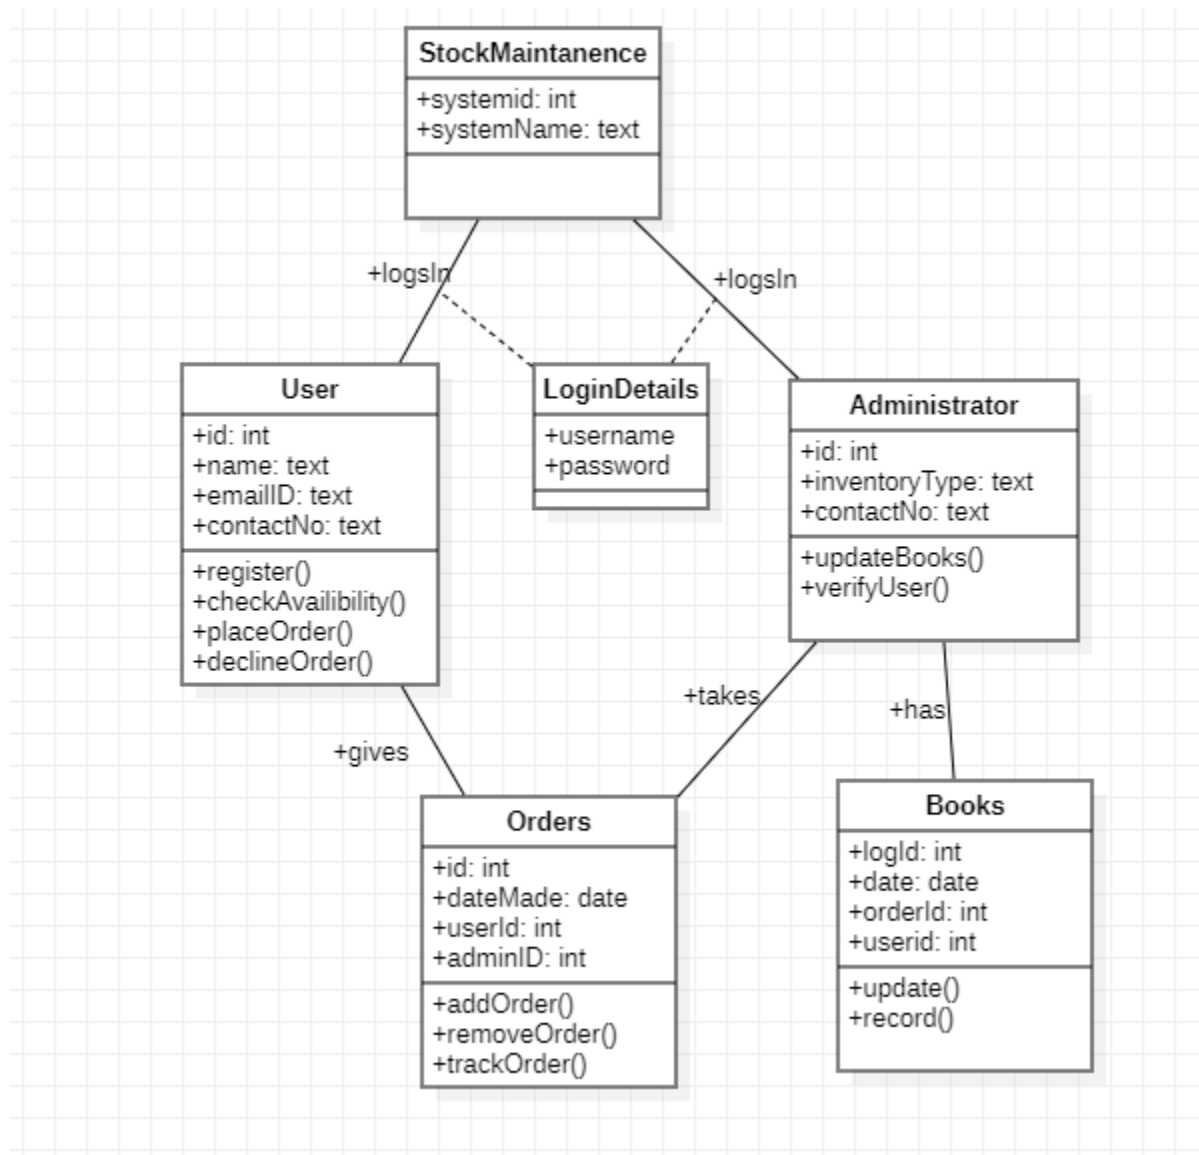 StockMaintanence
+systemid: int
+systemName: text
+logsIn
+logsIn
User
+id: int
+name: text
+emailID: text
+contactNo: text
+register()
+checkAvailibility()
+placeOrder()
+declineOrder()
LoginDetails
+username
+password
Administrator
+id: int
+inventoryType: text
+contactNo: text
+updateBooks()
+verifyUser()
+gives
+takes
+has
Orders
+id: int
+dateMade: date
+userId: int
+adminID: int
+addOrder()
+removeOrder()
+trackOrder()
Books
+logId: int
+date: date
+orderId: int
+userid: int
+update()
+record()